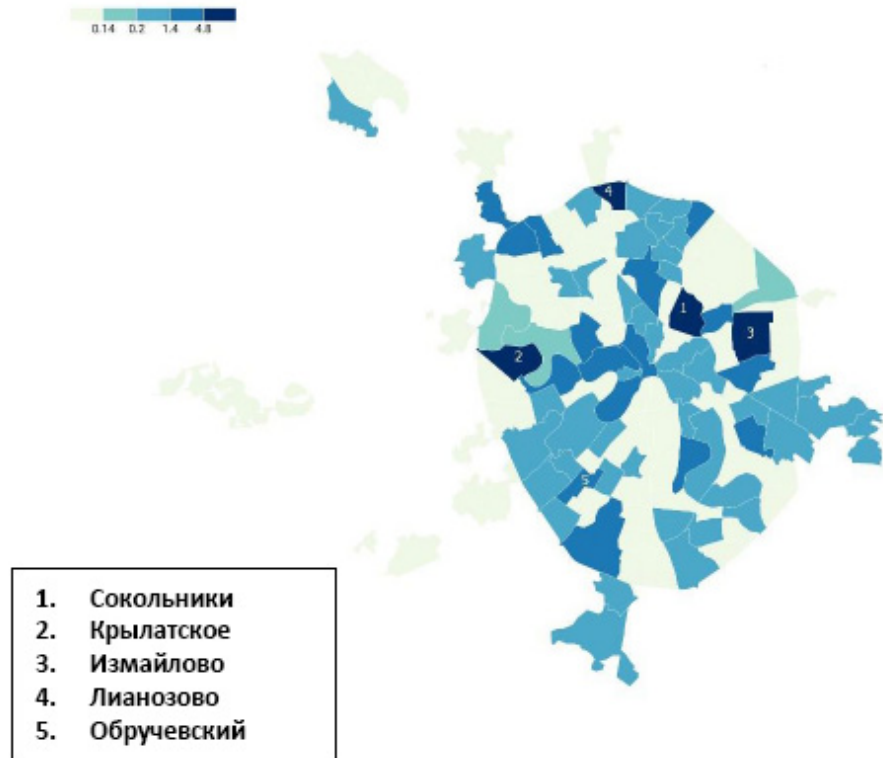 0.14 0.2 1.4 4.8
4
1
3
2
5
1. Сокольники
2. Крылатское
3. Измайлово
4. Лианозово
5. Обручевский